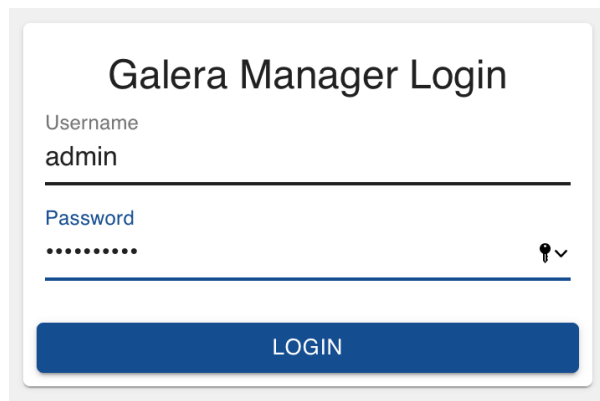 Galera Manager Login
Username
admin
Password
••••••••••
LOGIN